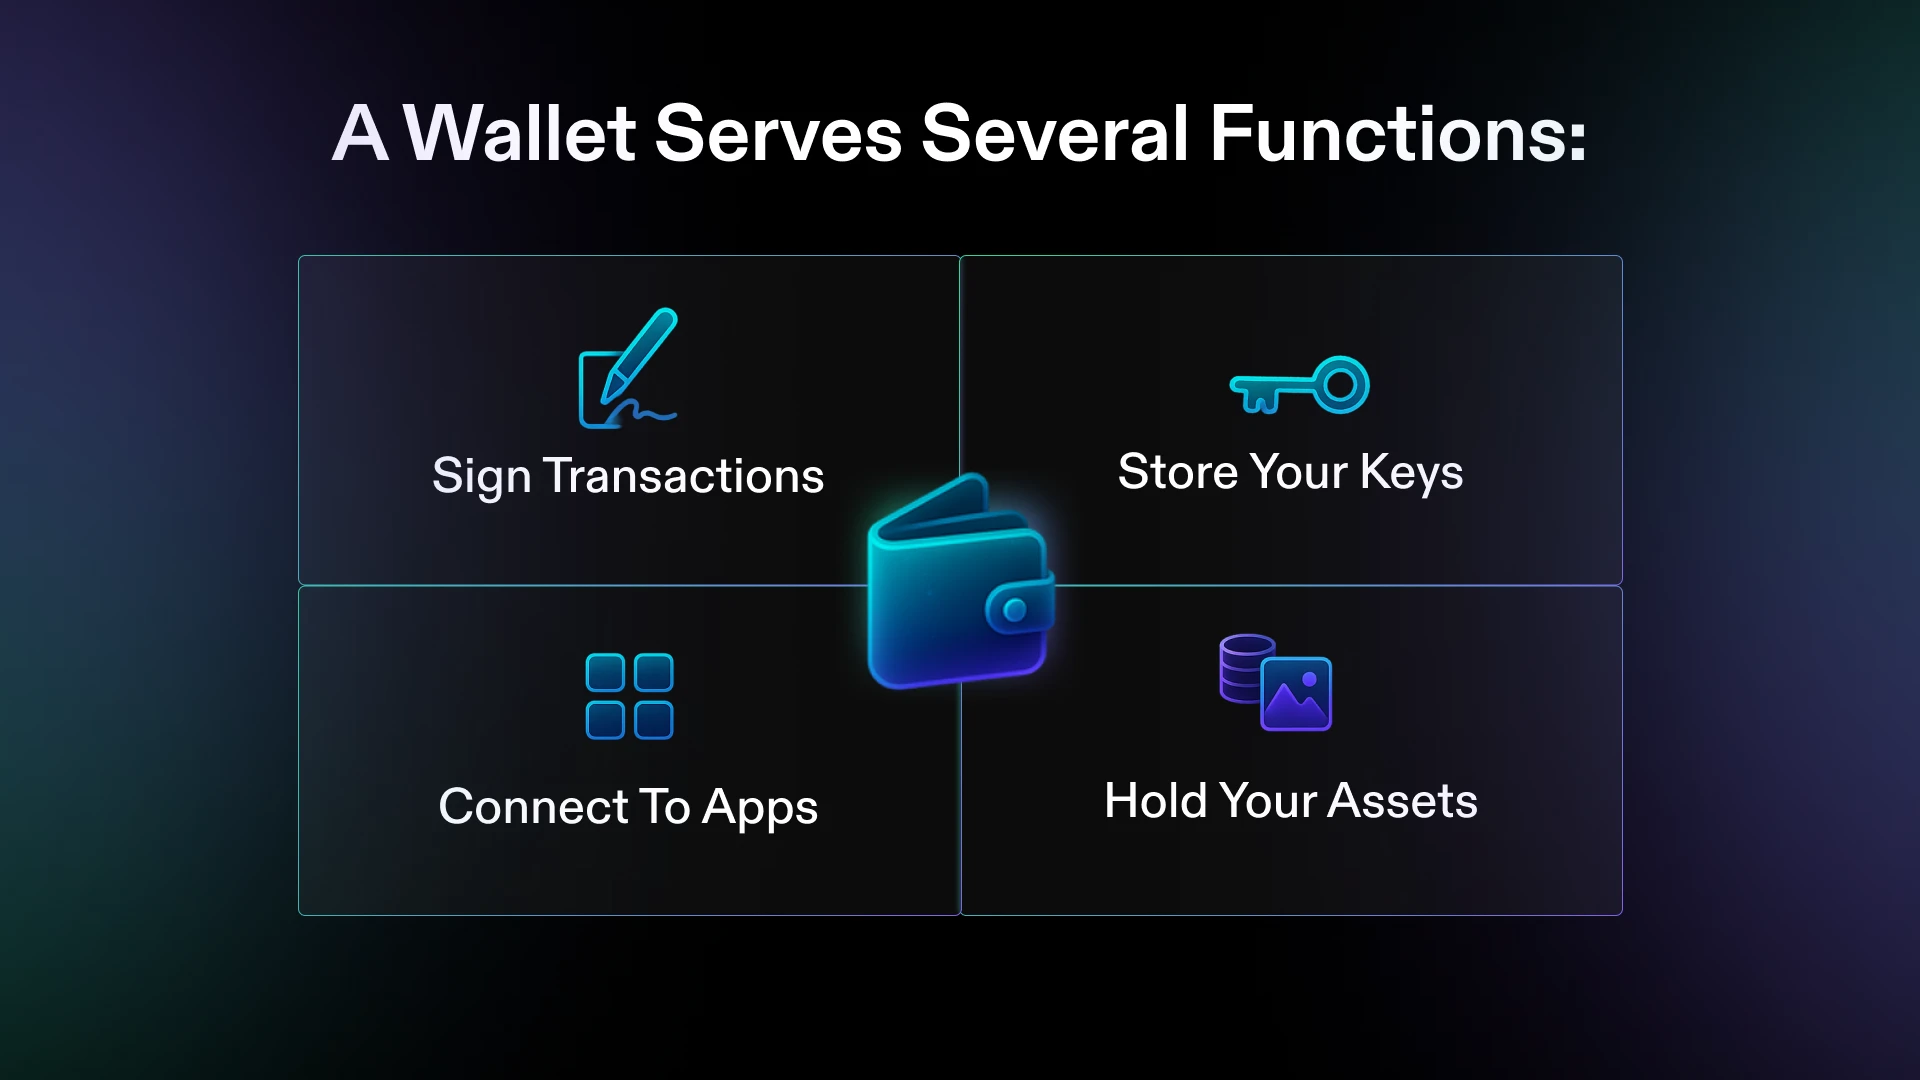 A Wallet Serves Several Functions:
Sign Transactions
Store Your Keys
Connect To Apps
Hold Your Assets